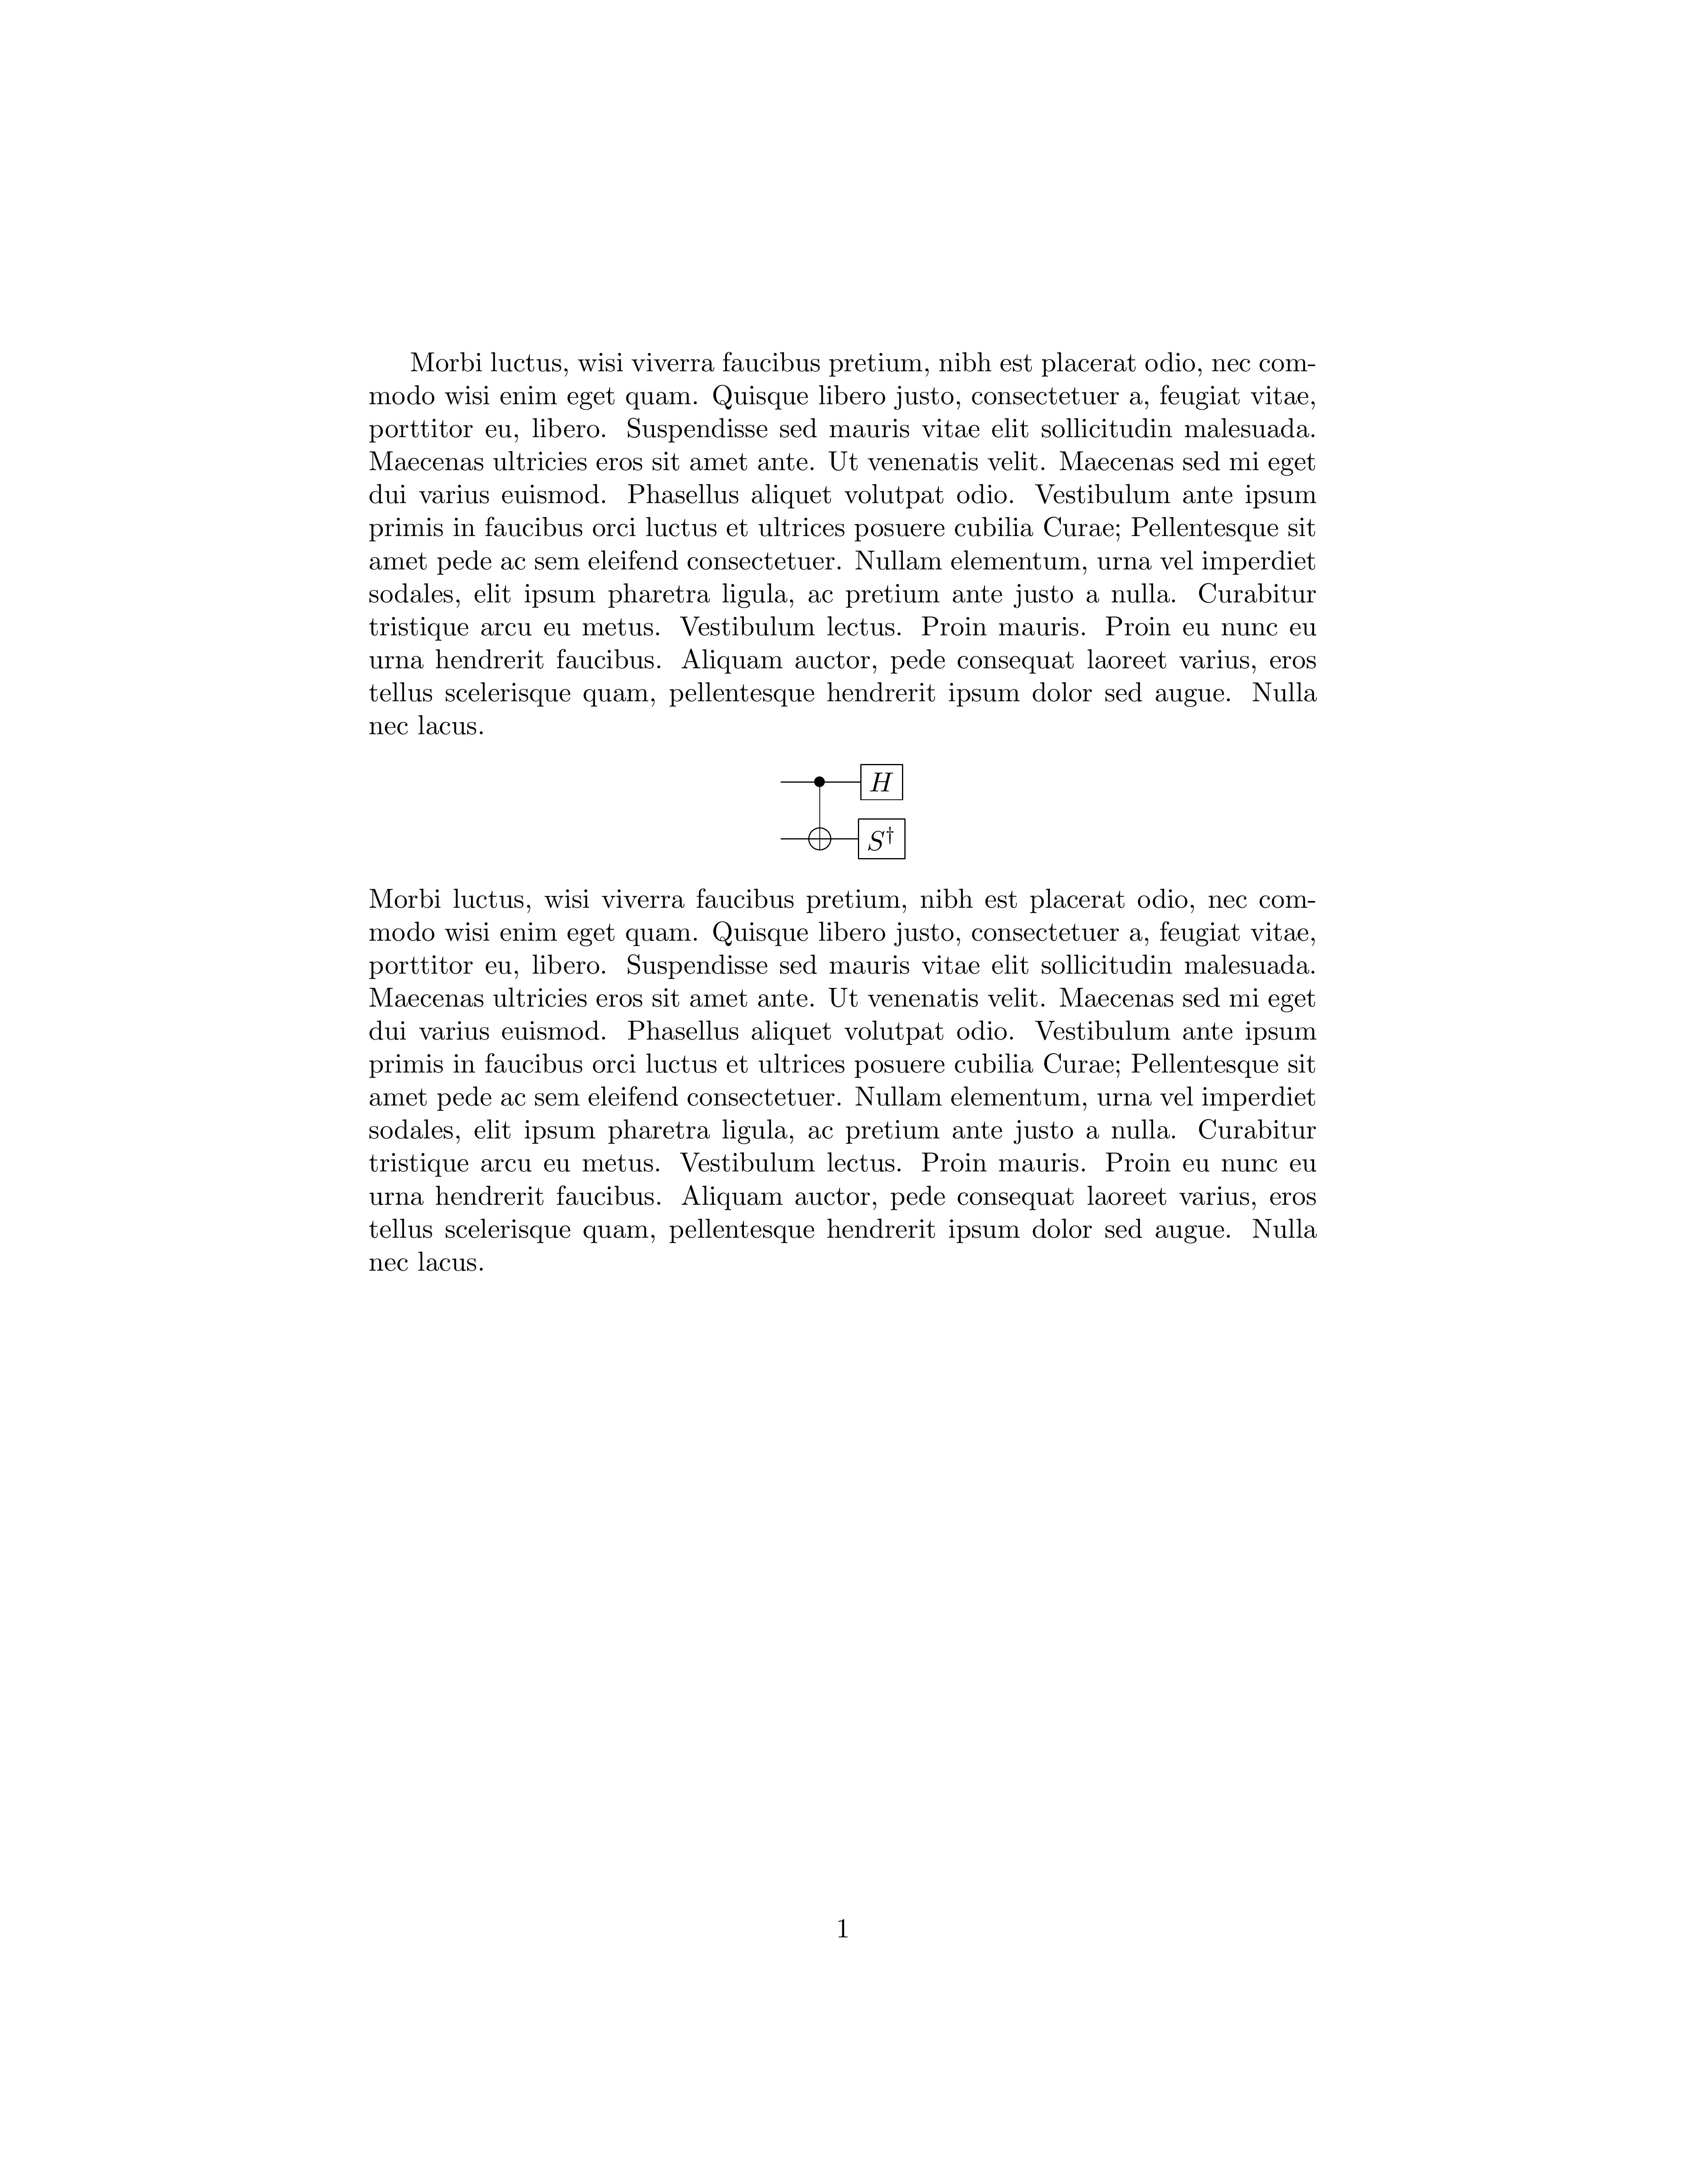 Morbi luctus, wisi viverra faucibus pretium, nibh est placerat odio, nec com-
modo wisi enim eget quam. Quisque libero justo, consectetuer a, feugiat vitae,
porttitor eu, libero. Suspendisse sed mauris vitae elit sollicitudin malesuada.
Maecenas ultricies eros sit amet ante. Ut venenatis velit. Maecenas sed mi eget
dui varius euismod. Phasellus aliquet volutpat odio. Vestibulum ante ipsum
primis in faucibus orci luctus et ultrices posuere cubilia Curae; Pellentesque sit
amet pede ac sem eleifend consectetuer. Nullam elementum, urna vel imperdiet
sodales, elit ipsum pharetra ligula, ac pretium ante justo a nulla. Curabitur
tristique arcu eu metus. Vestibulum lectus. Proin mauris. Proin eu nunc eu
urna hendrerit faucibus. Aliquam auctor, pede consequat laoreet varius, eros
tellus scelerisque quam, pellentesque hendrerit ipsum dolor sed augue. Nulla
nec lacus.
H
S†
Morbi luctus, wisi viverra faucibus pretium, nibh est placerat odio, nec com-
modo wisi enim eget quam. Quisque libero justo, consectetuer a, feugiat vitae,
porttitor eu, libero. Suspendisse sed mauris vitae elit sollicitudin malesuada.
Maecenas ultricies eros sit amet ante. Ut venenatis velit. Maecenas sed mi eget
dui varius euismod. Phasellus aliquet volutpat odio. Vestibulum ante ipsum
primis in faucibus orci luctus et ultrices posuere cubilia Curae; Pellentesque sit
amet pede ac sem eleifend consectetuer. Nullam elementum, urna vel imperdiet
sodales, elit ipsum pharetra ligula, ac pretium ante justo a nulla. Curabitur
tristique arcu eu metus. Vestibulum lectus. Proin mauris. Proin eu nunc eu
urna hendrerit faucibus. Aliquam auctor, pede consequat laoreet varius, eros
tellus scelerisque quam, pellentesque hendrerit ipsum dolor sed augue. Nulla
nec lacus.
1